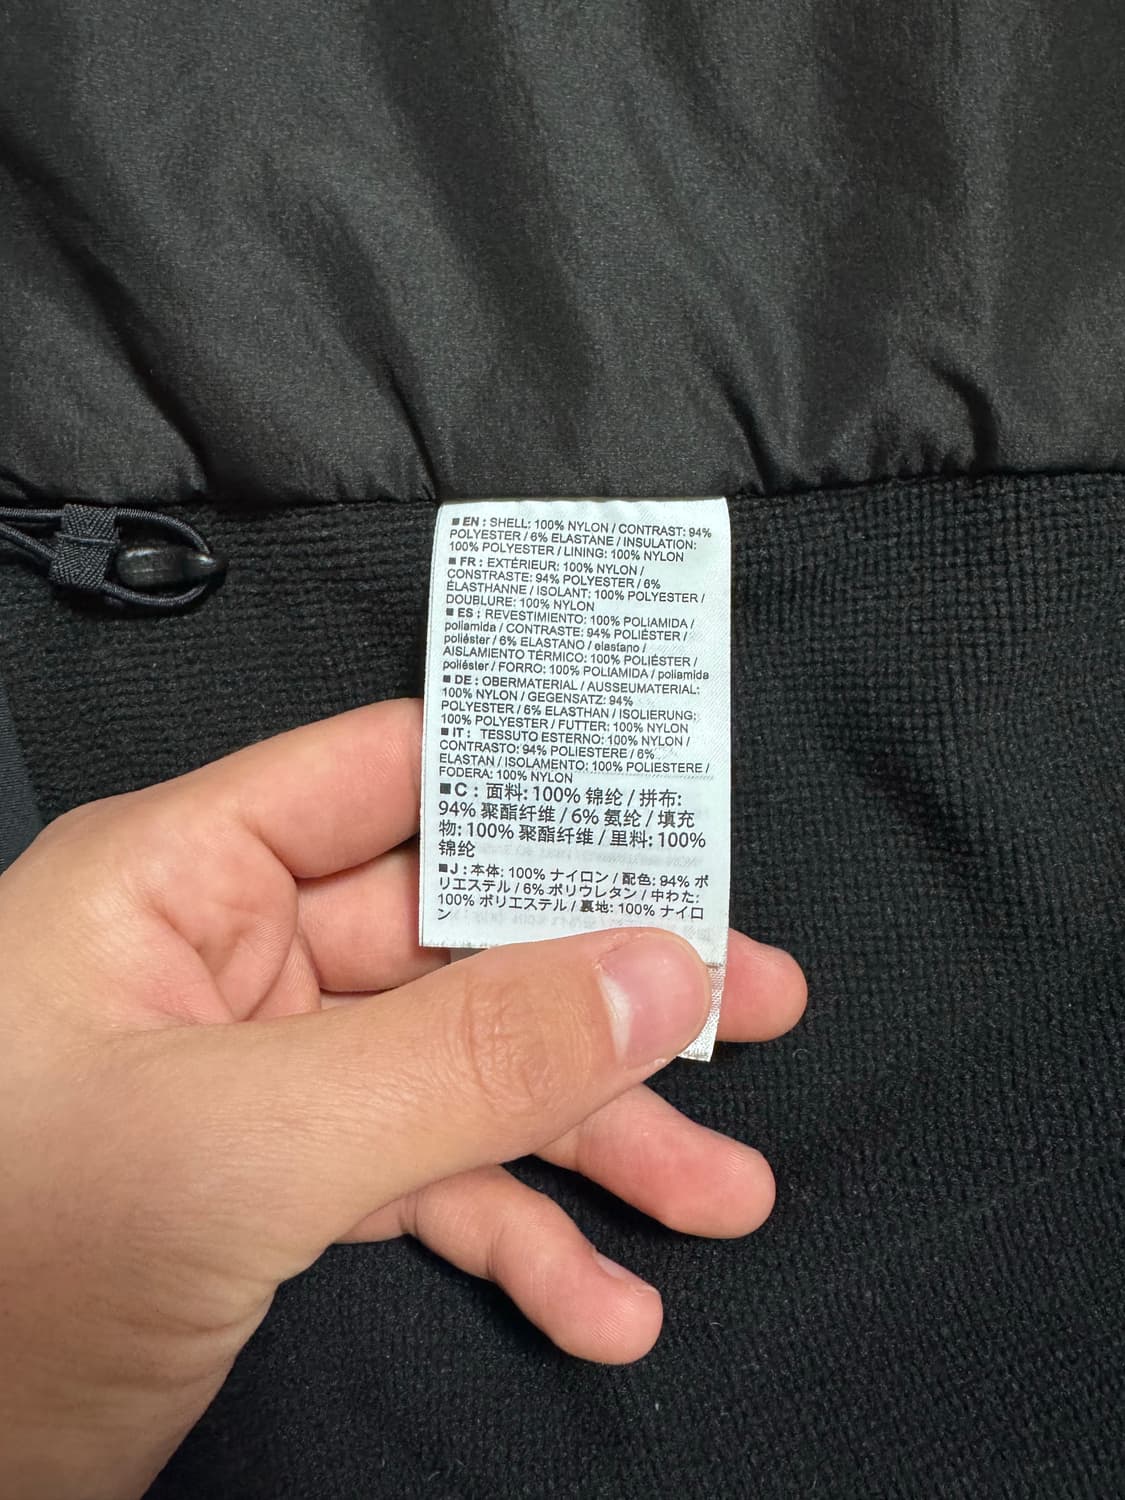 ■ EN : SHELL: 100% NYLON / CONTRAST: 94%
POLYESTER / 6% ELASTANE / INSULATION:
100% POLYESTER / LINING: 100% NYLON
■ FR : EXTÉRIEUR: 100% NYLON /
CONSTRASTE: 94% POLYESTER / 6%
ÉLASTHANNE / ISOLANT: 100% POLYESTER /
DOUBLURE: 100% NYLON
■ ES : REVESTIMIENTO: 100% POLIAMIDA /
poliamida / CONTRASTE: 94% POLIÉSTER /
poliéster / 6% ELASTANO / elastano /
AISLAMIENTO TÉRMICO: 100% POLIÉSTER /
poliéster / FORRO: 100% POLIAMIDA / poliamida
■ DE : OBERMATERIAL / AUSSEUMATERIAL:
100% NYLON / GEGENSATZ: 94%
POLYESTER / 6% ELASTHAN / ISOLIERUNG:
100% POLYESTER / FUTTER: 100% NYLON
■ IT : TESSUTO ESTERNO: 100% NYLON /
CONTRASTO: 94% POLIESTERE / 6%
ELASTAN / ISOLAMENTO: 100% POLIESTERE /
FODERA: 100% NYLON
■ C : 面料: 100% 锦纶 / 拼布:
94% 聚酯纤维 / 6% 氨纶 / 填充
物: 100% 聚酯纤维 / 里料: 100%
锦纶
■ J : 本体: 100% ナイロン / 配色: 94% ポ
リエステル / 6% ポリウレタン / 中わた:
100% ポリエステル / 裏地: 100% ナイロ
ン